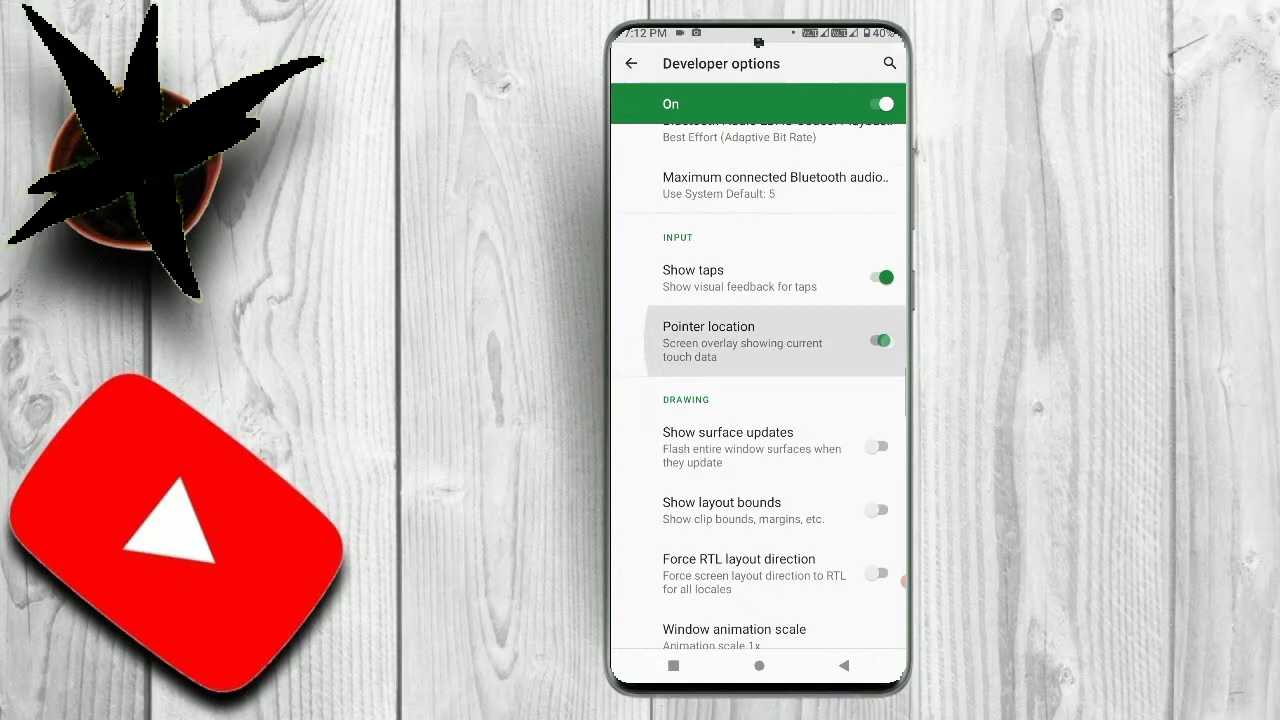 7:12 PM 40%
Developer options
On
Best Effort (Adaptive Bit Rate)
Maximum connected Bluetooth audio..
Use System Default: 5
INPUT
Show taps
Show visual feedback for taps
Pointer location
Screen overlay showing current
touch data
DRAWING
Show surface updates
Flash entire window surfaces when
they update
Show layout bounds
Show clip bounds, margins, etc.
Force RTL layout direction
Force screen layout direction to RTL
for all locales
Window animation scale
Animation scale 1x